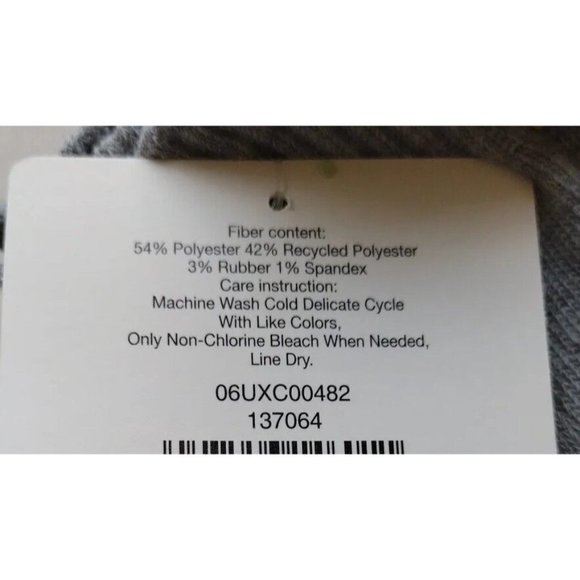 Fiber content:
54% Polyester 42% Recycled Polyester
3% Rubber 1% Spandex
Care instruction:
Machine Wash Cold Delicate Cycle
With Like Colors,
Only Non-Chlorine Bleach When Needed,
Line Dry.
06UXC00482
137064